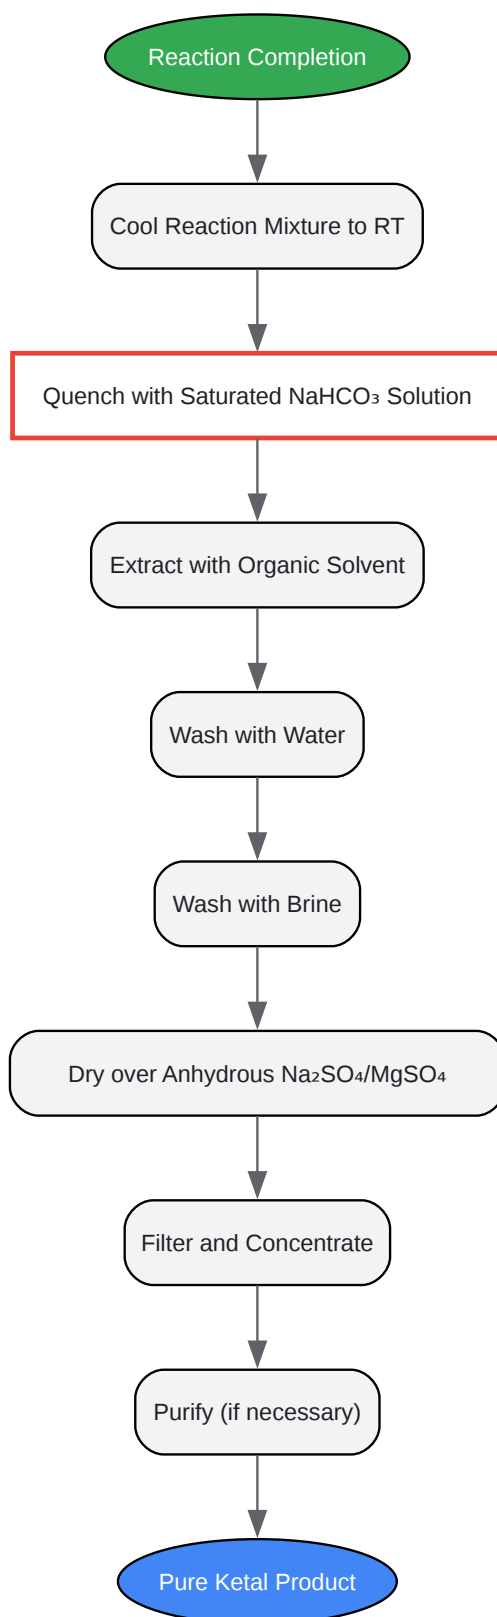 Reaction Completion
Cool Reaction Mixture to RT
Quench with Saturated NaHCO₃ Solution
Extract with Organic Solvent
Wash with Water
Wash with Brine
Dry over Anhydrous Na₂SO₄/MgSO₄
Filter and Concentrate
Purify (if necessary)
Pure Ketal Product